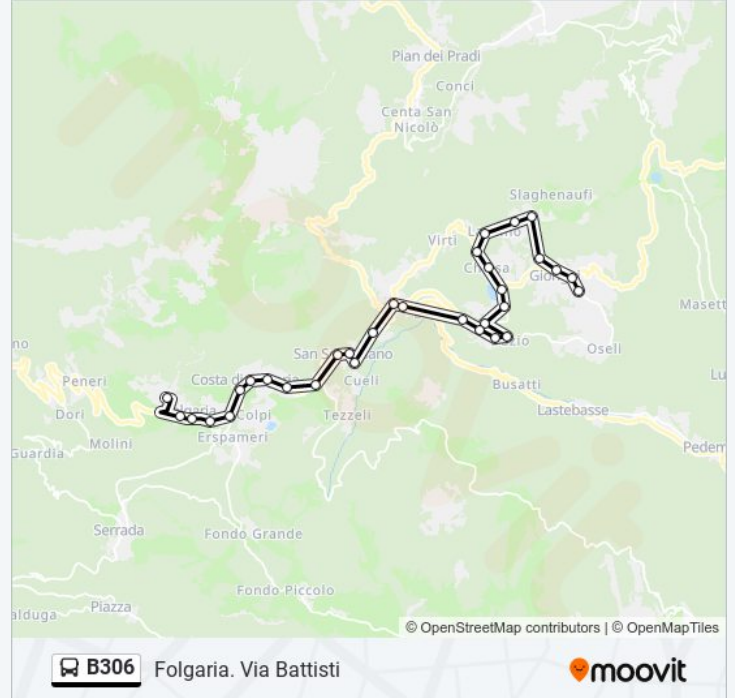 Pian dei Pradi
Conci
Centa San
Nicolò
Slaghenaufi
Virti
Masett
San S
ano
Oseli
Peneri
Costa d
Cueli
Busatti
Dori
Colpi
Tezzeli
Lastebasse
Molini
Erspameri
Guardia
Pedem
Serrada
Fondo Grande
Fondo Piccolo
alduga
Piazza
© OpenStreetMap contributors | © OpenMapTiles
B306
Folgaria. Via Battisti
moovit